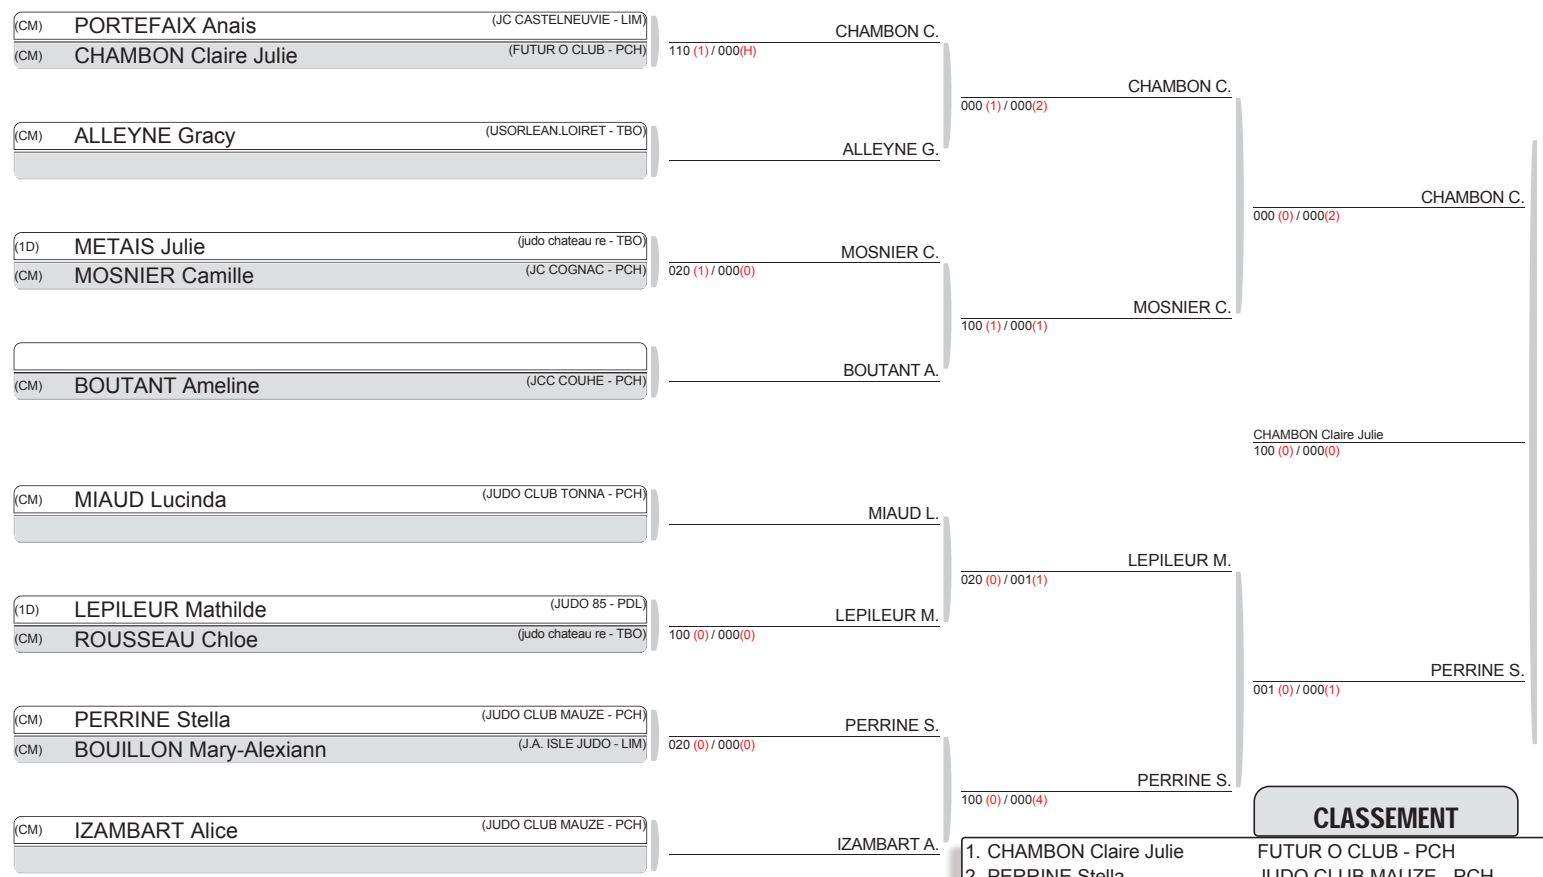 (CM) PORTEFAIX Anais (JC CASTELNEUVIE - LIM)
(CM) CHAMBON Claire Julie (FUTUR O CLUB - PCH)
CHAMBON C.
110 (1) / 000(H)
CHAMBON C.
000 (1) / 000(2)
(CM) ALLEYNE Gracy (USORLEAN.LOIRET - TBO)
ALLEYNE G.
CHAMBON C.
000 (0) / 000(2)
(1D) METAIS Julie (judo chateau re - TBO)
(CM) MOSNIER Camille (JC COGNAC - PCH)
MOSNIER C.
020 (1) / 000(0)
MOSNIER C.
100 (1) / 000(1)
(CM) BOUTANT Ameline (JCC COUHE - PCH)
BOUTANT A.
CHAMBON Claire Julie
100 (0) / 000(0)
(CM) MIAUD Lucinda (JUDO CLUB TONNA - PCH)
MIAUD L.
LEPILEUR M.
020 (0) / 001(1)
(1D) LEPILEUR Mathilde (JUDO 85 - PDL)
(CM) ROUSSEAU Chloe (judo chateau re - TBO)
LEPILEUR M.
100 (0) / 000(0)
PERRINE S.
001 (0) / 000(1)
(CM) PERRINE Stella (JUDO CLUB MAUZE - PCH)
(CM) BOUILLON Mary-Alexiann (J.A. ISLE JUDO - LIM)
PERRINE S.
020 (0) / 000(0)
PERRINE S.
100 (0) / 000(4)
(CM) IZAMBART Alice (JUDO CLUB MAUZE - PCH)
IZAMBART A.
CLASSEMENT
1. CHAMBON Claire Julie FUTUR O CLUB - PCH
2. PERRINE Stella JUDO CLUB MAUZE - PCH